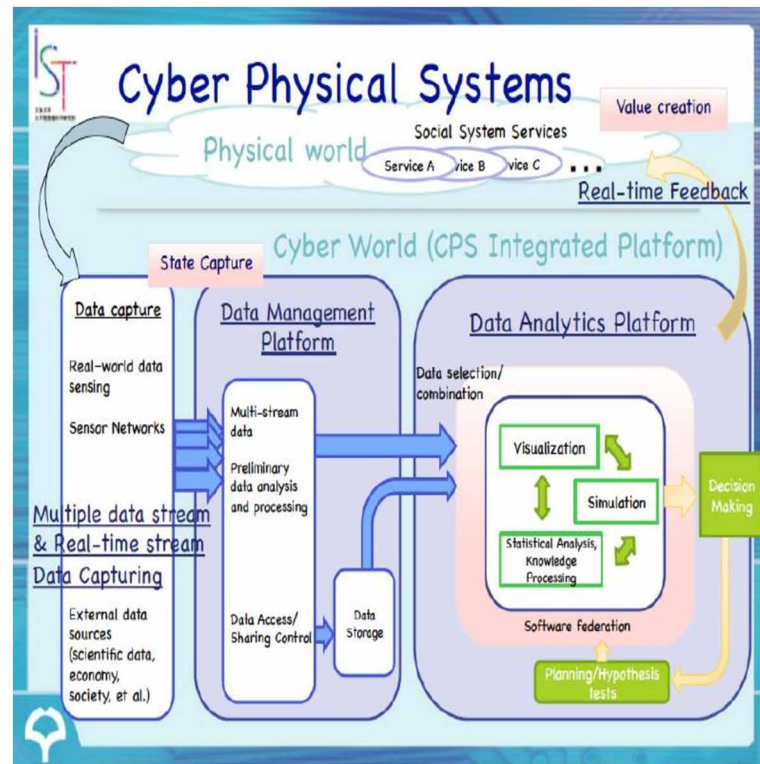 IST
Cyber Physical Systems
Value creation
Social System Services
Physical world
Service A
vice B
vice C
...
Real-time Feedback
Cyber World (CPS Integrated Platform)
State Capture
Data capture
Real-world data
sensing
Sensor Networks
Multiple data stream
& Real-time stream
Data Capturing
External data
sources
(scientific data,
economy,
society, et al.)
Data Management
Platform
Multi-stream
data
Preliminary
data analysis
and processing
Data Access/
Sharing Control
Data
Storage
Data Analytics Platform
Data selection/
combination
Visualization
Simulation
Statistical Analysis,
Knowledge
Processing
Software federation
Decision
Making
Planning/Hypothesis
tests